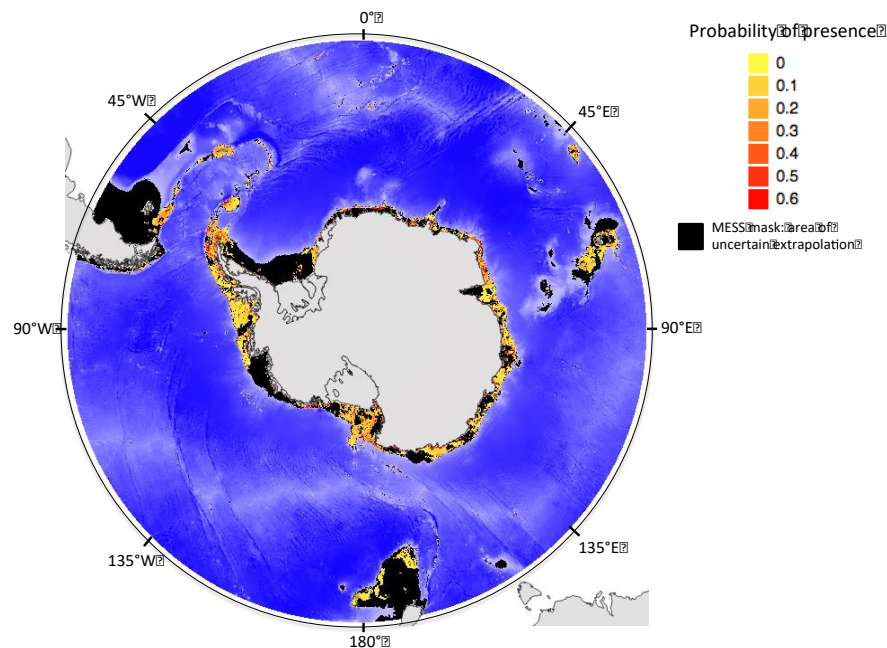 0°
Probability of presence
45°W
45°E
0
0.1
0.2
0.3
0.4
0.5
0.6
MESS mask: area of
uncertain extrapolation
90°W
90°E
135°W
135°E
180°